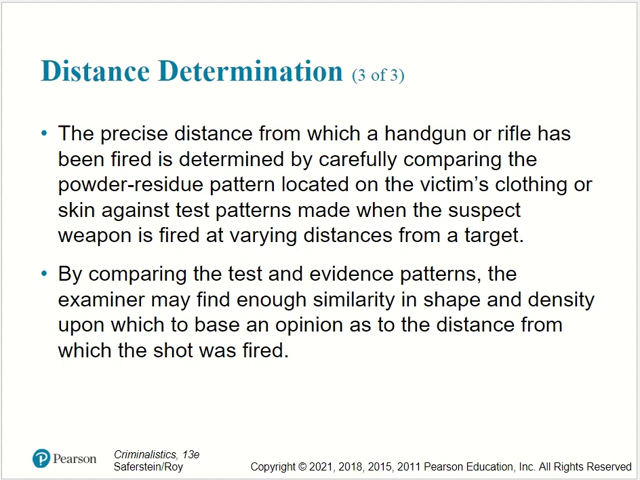 Distance Determination (3 of 3)
• The precise distance from which a handgun or rifle has
been fired is determined by carefully comparing the
powder-residue pattern located on the victim's clothing or
skin against test patterns made when the suspect
weapon is fired at varying distances from a target.
• By comparing the test and evidence patterns, the
examiner may find enough similarity in shape and density
upon which to base an opinion as to the distance from
which the shot was fired.
Pearson
Criminalistics, 13e
Saferstein/Roy
Copyright © 2021, 2018, 2015, 2011 Pearson Education, Inc. All Rights Reserved